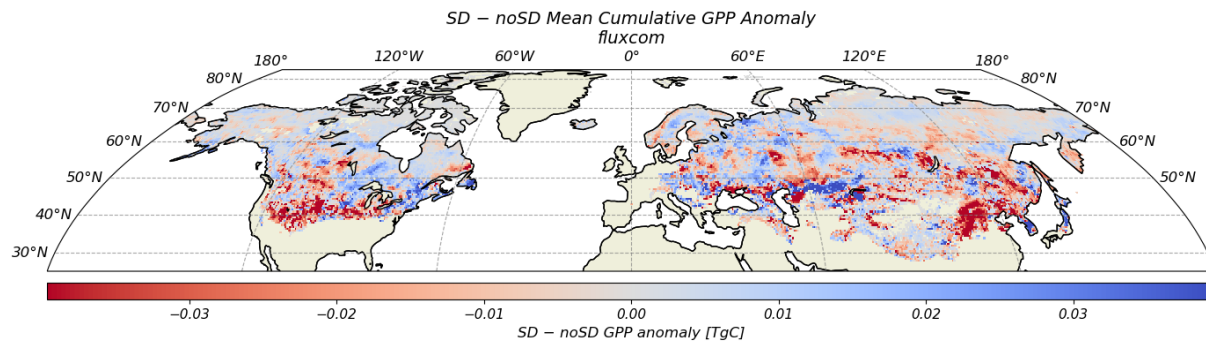 SD − noSD Mean Cumulative GPP Anomaly
fluxcom
180° 120°W 60°W 0° 60°E 120°E 180°
80°N 80°N
70°N 70°N
60°N 60°N
50°N 50°N
40°N 40°N
30°N 30°N
−0.03 −0.02 −0.01 0.00 0.01 0.02 0.03
SD − noSD GPP anomaly [TgC]